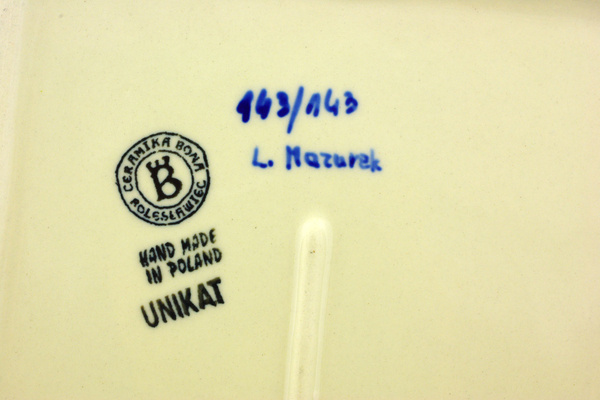 143/143
L. Mazurek
CERAMIKA BONA
B
BOLESŁAWIEC
HAND MADE
IN POLAND
UNIKAT